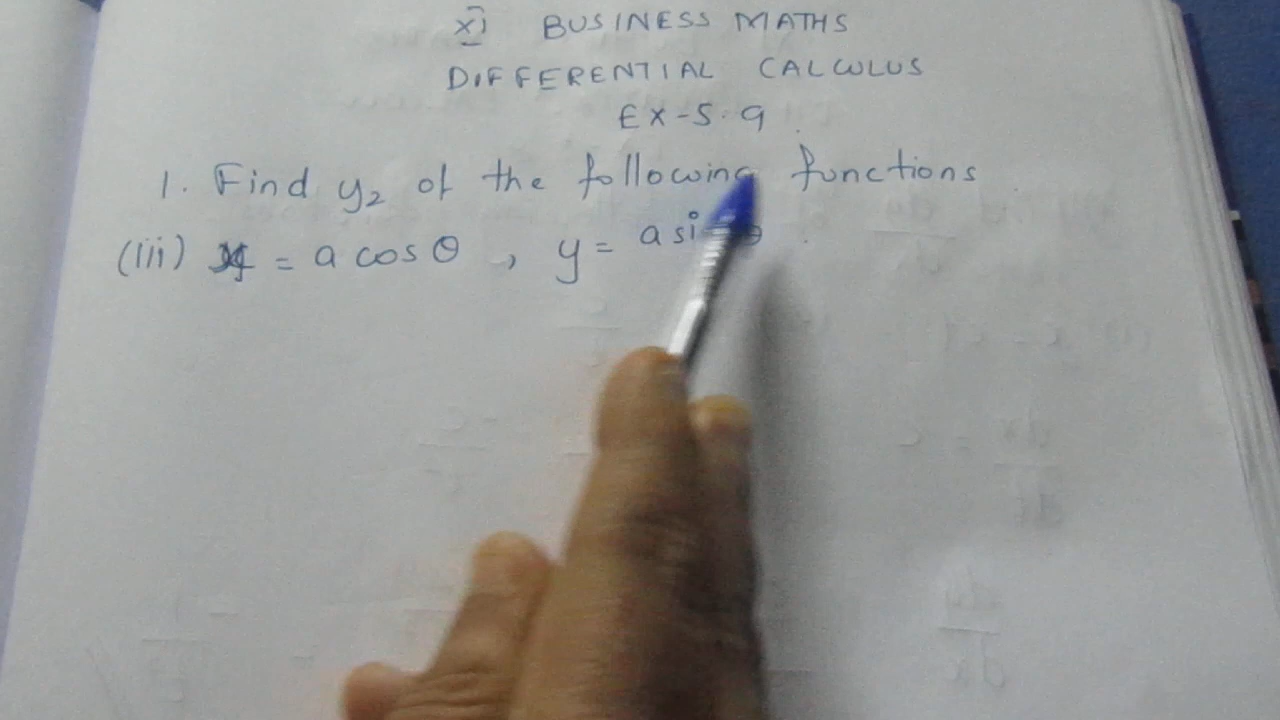 XI BUSINESS MATHS
DIFFERENTIAL CALCULUS
EX-5.9
1. Find y₂ of the following functions
(iii) x = a cos θ , y = a si